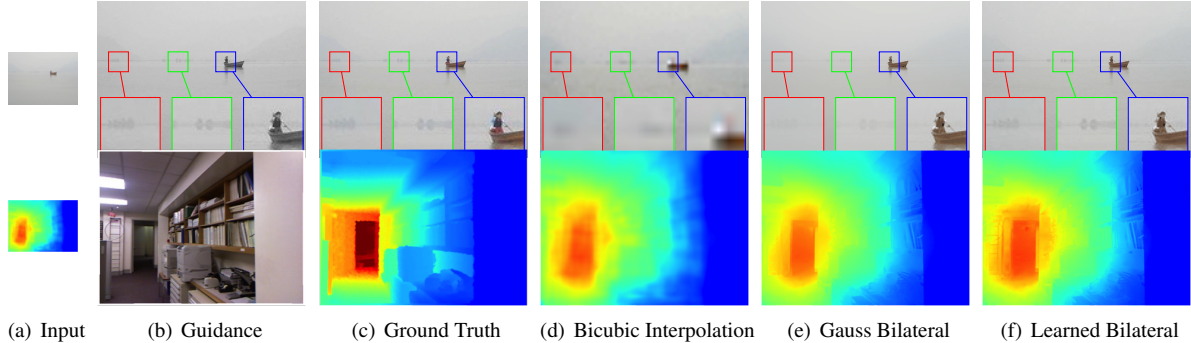 (a) Input
(b) Guidance
(c) Ground Truth
(d) Bicubic Interpolation
(e) Gauss Bilateral
(f) Learned Bilateral